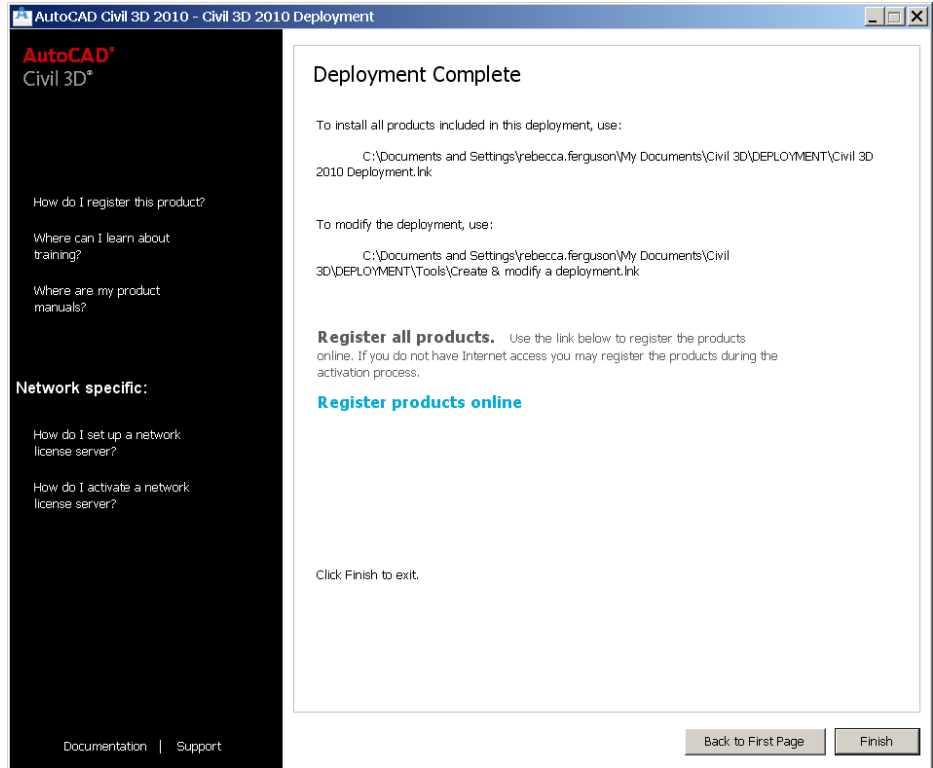 AutoCAD Civil 3D 2010 - Civil 3D 2010 Deployment
AutoCAD®
Civil 3D®
How do I register this product?
Where can I learn about
training?
Where are my product
manuals?
Network specific:
How do I set up a network
license server?
How do I activate a network
license server?
Documentation | Support
Deployment Complete
To install all products included in this deployment, use:
C:\Documents and Settings\rebecca.ferguson\My Documents\Civil 3D\DEPLOYMENT\Civil 3D
2010 Deployment.lnk
To modify the deployment, use:
C:\Documents and Settings\rebecca.ferguson\My Documents\Civil
3D\DEPLOYMENT\Tools\Create & modify a deployment.lnk
Register all products. Use the link below to register the products
online. If you do not have Internet access you may register the products during the
activation process.
Register products online
Click Finish to exit.
Back to First Page
Finish